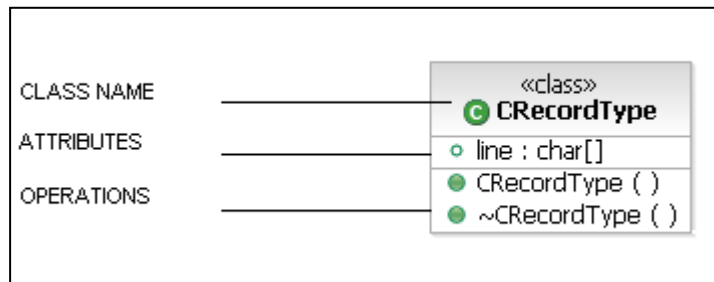 CLASS NAME
ATTRIBUTES
OPERATIONS
«class»
C CRecordType
line : char[]
CRecordType ( )
~CRecordType ( )